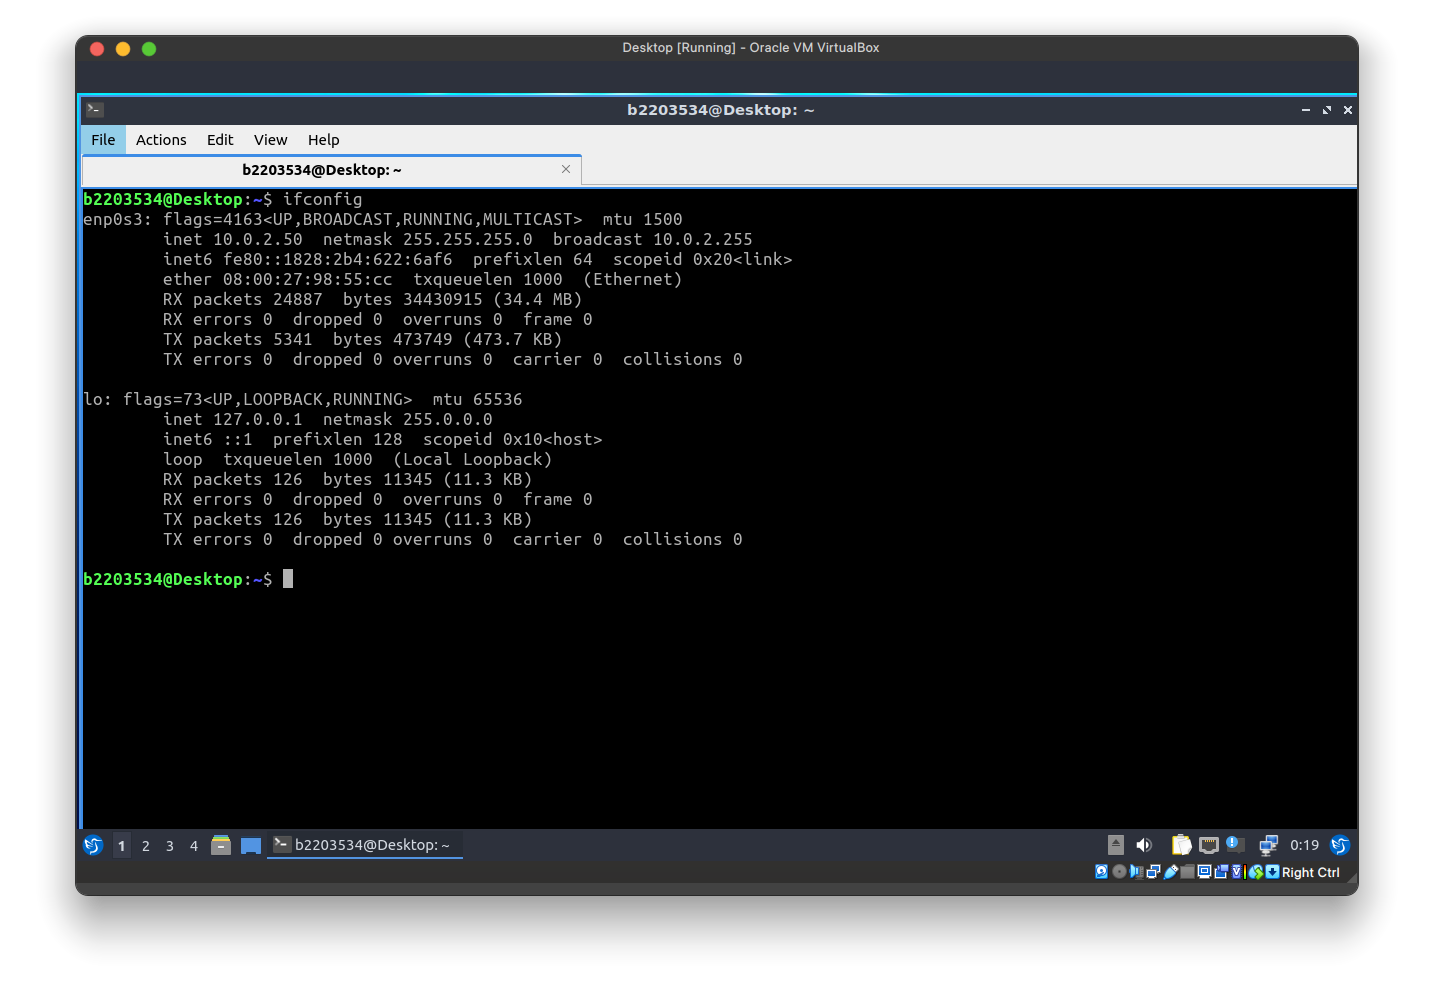 Desktop [Running] - Oracle VM VirtualBox
b2203534@Desktop: ~
File Actions Edit View Help
b2203534@Desktop: ~
b2203534@Desktop:~$ ifconfig
enp0s3: flags=4163<UP,BROADCAST,RUNNING,MULTICAST>  mtu 1500
        inet 10.0.2.50  netmask 255.255.255.0  broadcast 10.0.2.255
        inet6 fe80::1828:2b4:622:6af6  prefixlen 64  scopeid 0x20<link>
        ether 08:00:27:98:55:cc  txqueuelen 1000  (Ethernet)
        RX packets 24887  bytes 34430915 (34.4 MB)
        RX errors 0  dropped 0  overruns 0  frame 0
        TX packets 5341  bytes 473749 (473.7 KB)
        TX errors 0  dropped 0 overruns 0  carrier 0  collisions 0
lo: flags=73<UP,LOOPBACK,RUNNING>  mtu 65536
        inet 127.0.0.1  netmask 255.0.0.0
        inet6 ::1  prefixlen 128  scopeid 0x10<host>
        loop  txqueuelen 1000  (Local Loopback)
        RX packets 126  bytes 11345 (11.3 KB)
        RX errors 0  dropped 0  overruns 0  frame 0
        TX packets 126  bytes 11345 (11.3 KB)
        TX errors 0  dropped 0 overruns 0  carrier 0  collisions 0
b2203534@Desktop:~$
1 2 3 4 b2203534@Desktop: ~ 0:19
Right Ctrl